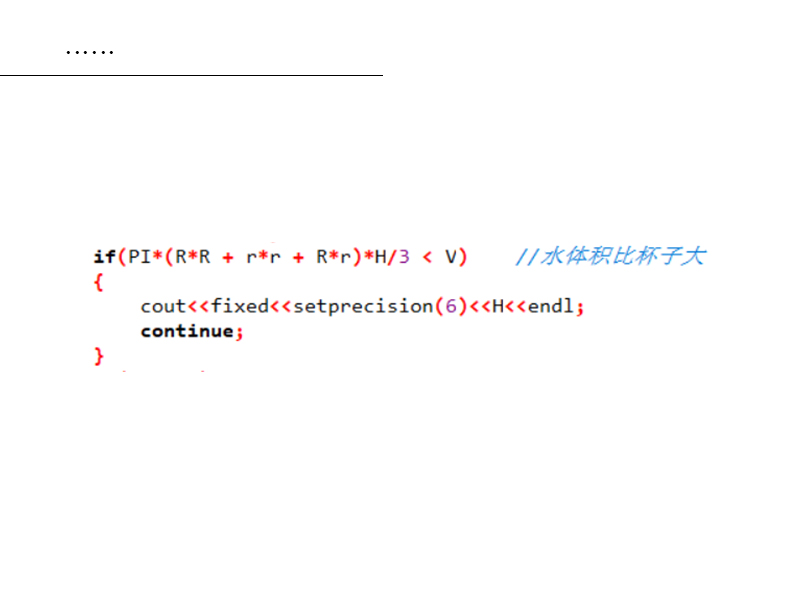 ......
if(PI*(R*R + r*r + R*r)*H/3 < V)    //水体积比杯子大
{
    cout<<fixed<<setprecision(6)<<H<<endl;
    continue;
}